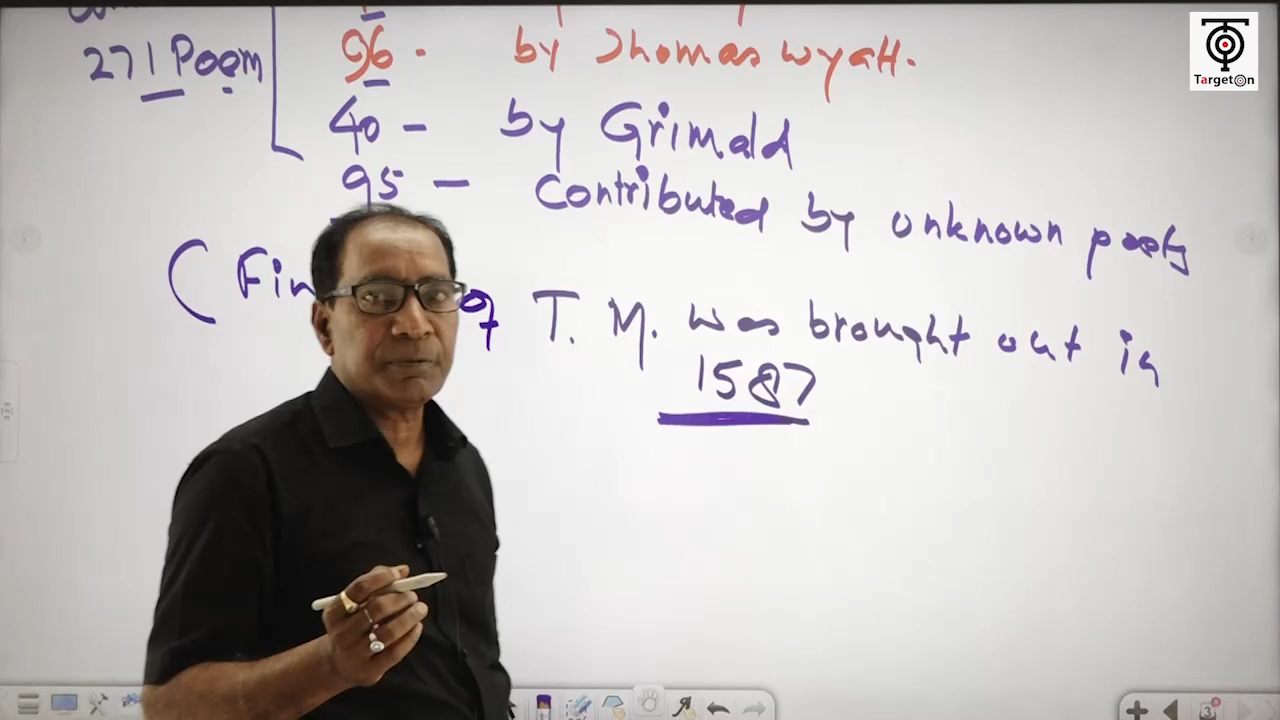 271 Poem
96 - by Thomas Wyatt.
40 - by Grimald
95 - Contributed by unknown poets
( Fin of T. M. was brought out in
1587
TargetOn